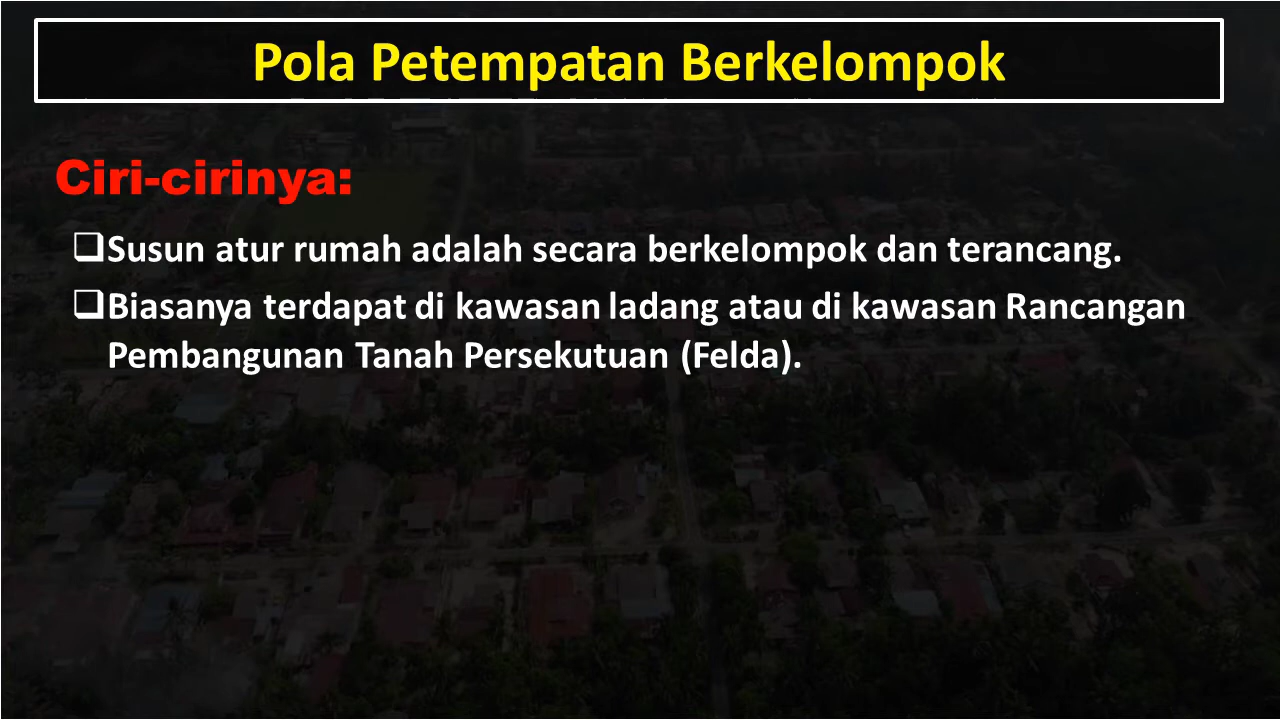 Pola Petempatan Berkelompok
Ciri-cirinya:
❑Susun atur rumah adalah secara berkelompok dan terancang.
❑Biasanya terdapat di kawasan ladang atau di kawasan Rancangan
Pembangunan Tanah Persekutuan (Felda).